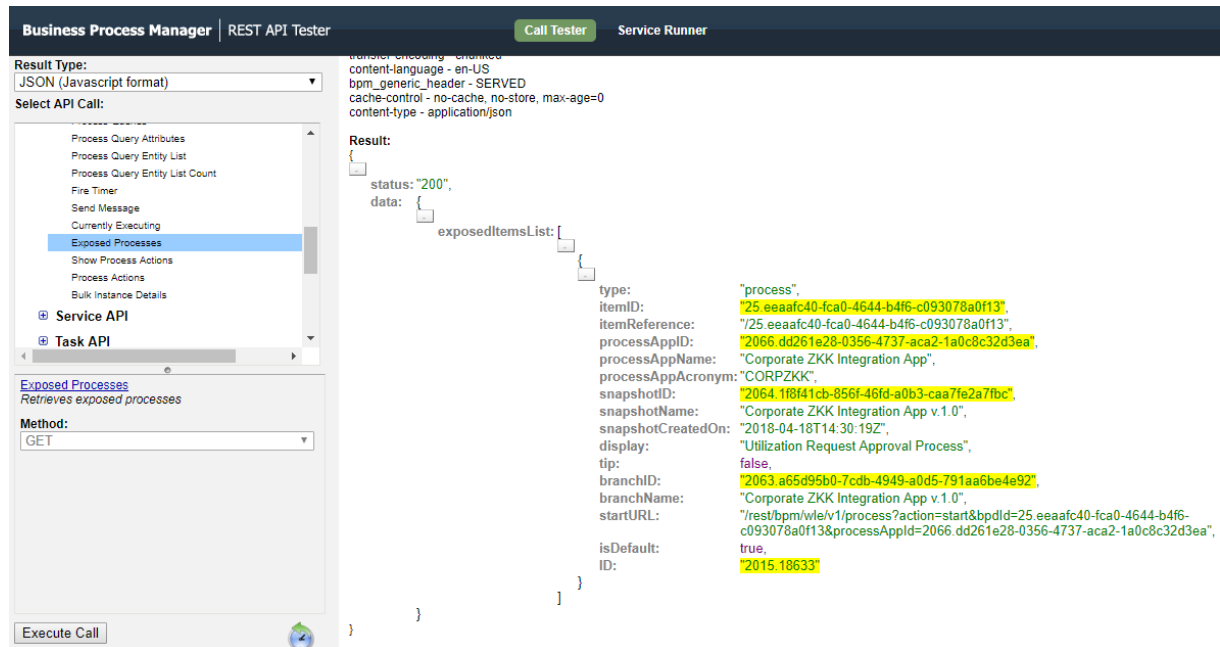 Business Process Manager | REST API Tester
Call Tester
Service Runner
Result Type:
JSON (Javascript format)
Select API Call:
Process Query Attributes
Process Query Entity List
Process Query Entity List Count
Fire Timer
Send Message
Currently Executing
Exposed Processes
Show Process Actions
Process Actions
Bulk Instance Details
Service API
Task API
Exposed Processes
Retrieves exposed processes
Method:
GET
Execute Call
transfer-encoding - chunked
content-language - en-US
bpm_generic_header - SERVED
cache-control - no-cache, no-store, max-age=0
content-type - application/json
Result:
{
status: "200",
data: {
exposedItemsList: [
{
type: "process",
itemID: "25.eeaafc40-fca0-4644-b4f6-c093078a0f13",
itemReference: "/25.eeaafc40-fca0-4644-b4f6-c093078a0f13",
processAppID: "2066.dd261e28-0356-4737-aca2-1a0c8c32d3ea",
processAppName: "Corporate ZKK Integration App",
processAppAcronym: "CORPZKK",
snapshotID: "2064.1f8f41cb-856f-46fd-a0b3-caa7fe2a7fbc",
snapshotName: "Corporate ZKK Integration App v.1.0",
snapshotCreatedOn: "2018-04-18T14:30:19Z",
display: "Utilization Request Approval Process",
tip: false,
branchID: "2063.a65d95b0-7cdb-4949-a0d5-791aa6be4e92",
branchName: "Corporate ZKK Integration App v.1.0",
startURL: "/rest/bpm/wle/v1/process?action=start&bpdId=25.eeaafc40-fca0-4644-b4f6-
c093078a0f13&processAppId=2066.dd261e28-0356-4737-aca2-1a0c8c32d3ea",
isDefault: true,
ID: "2015.18633"
}
]
}
}